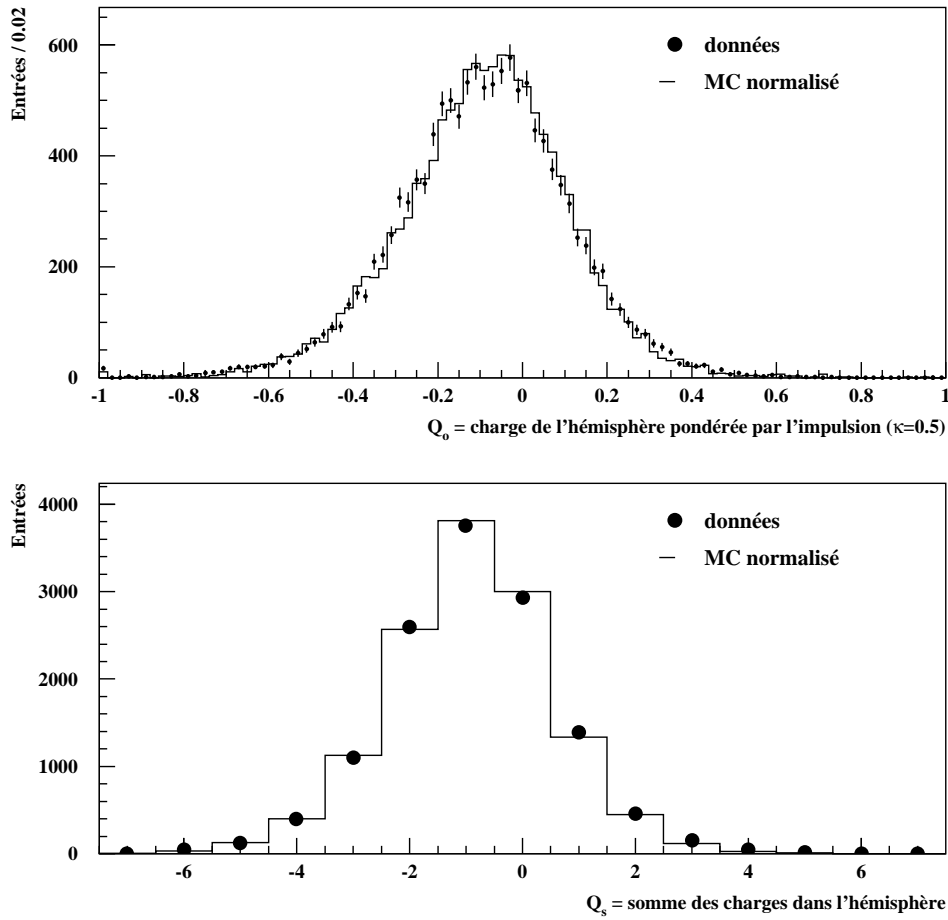 Entrées / 0.02
600
400
200
0
données
MC normalisé
-1 -0.8 -0.6 -0.4 -0.2 0 0.2 0.4 0.6 0.8 1
Qo = charge de l'hémisphère pondérée par l'impulsion (κ=0.5)
Entrées
4000
3000
2000
1000
0
données
MC normalisé
-6 -4 -2 0 2 4 6
Qs = somme des charges dans l'hémisphère